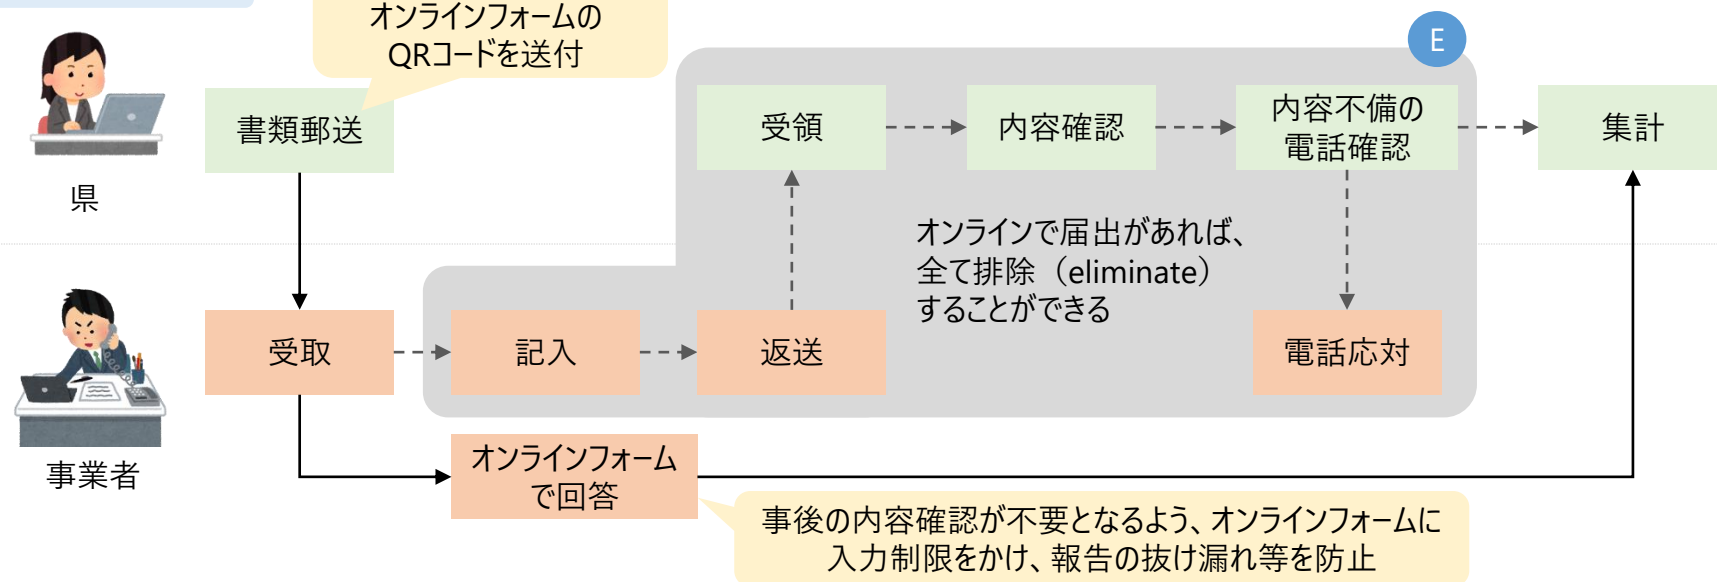 オンラインフォームの
QRコードを送付
E
書類郵送
受領
内容確認
内容不備の
電話確認
集計
県
オンラインで届出があれば、
全て排除（eliminate）
することができる
受取
記入
返送
電話応対
事業者
オンラインフォーム
で回答
事後の内容確認が不要となるよう、オンラインフォームに
入力制限をかけ、報告の抜け漏れ等を防止